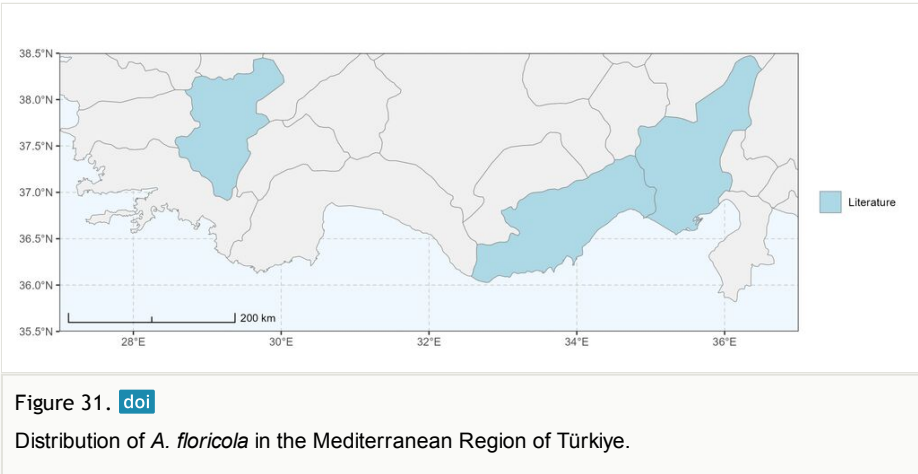 38.5°N
38.0°N
37.5°N
37.0°N
36.5°N
36.0°N
35.5°N
200 km
28°E 30°E 32°E 34°E 36°E
Literature
Figure 31. doi
Distribution of A. floricola in the Mediterranean Region of Türkiye.